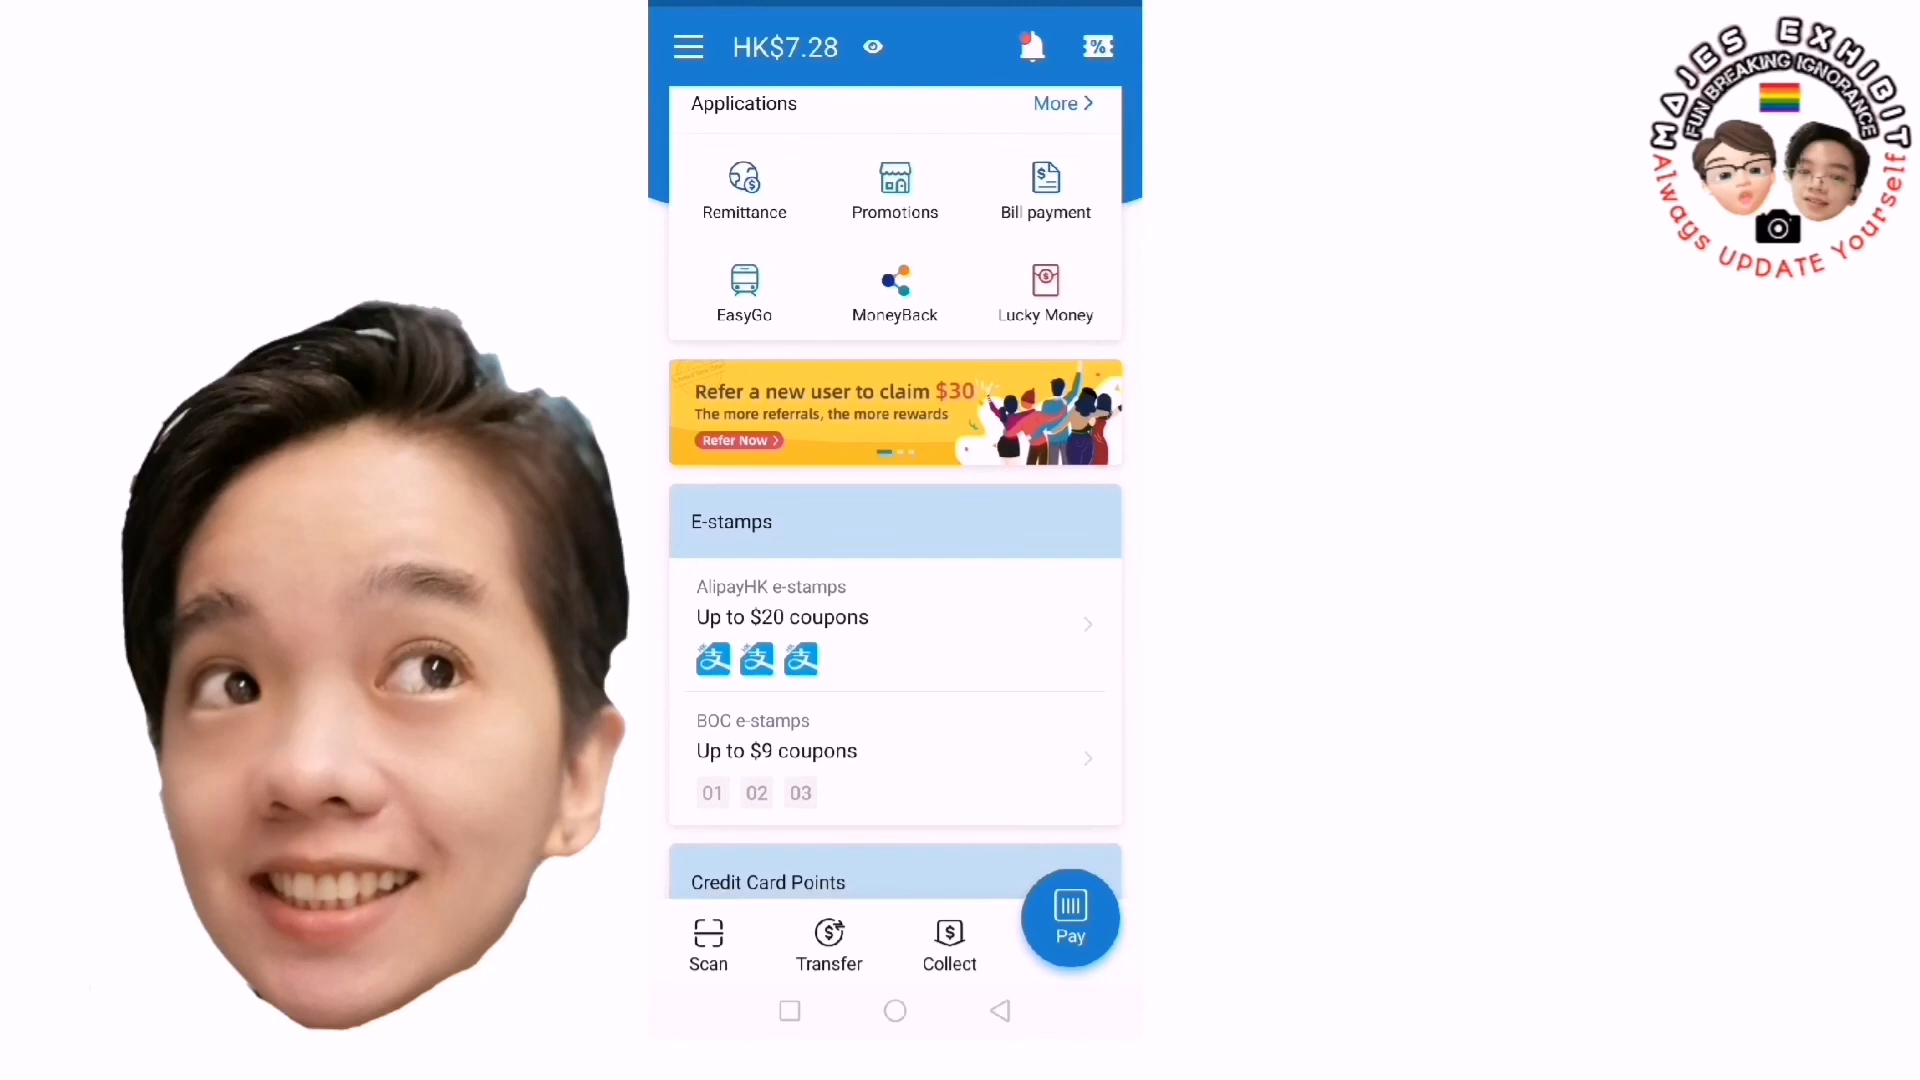 HK$7.28
%
Applications
More >
Remittance
Promotions
Bill payment
EasyGo
MoneyBack
Lucky Money
Refer a new user to claim $30
The more referrals, the more rewards
Refer Now >
E-stamps
AlipayHK e-stamps
Up to $20 coupons
支 支 支
BOC e-stamps
Up to $9 coupons
01 02 03
Credit Card Points
Scan
Transfer
Collect
Pay
MAJES EXHIBIT
FUN BREAKING IGNORANCE
Always UPDATE Yourself